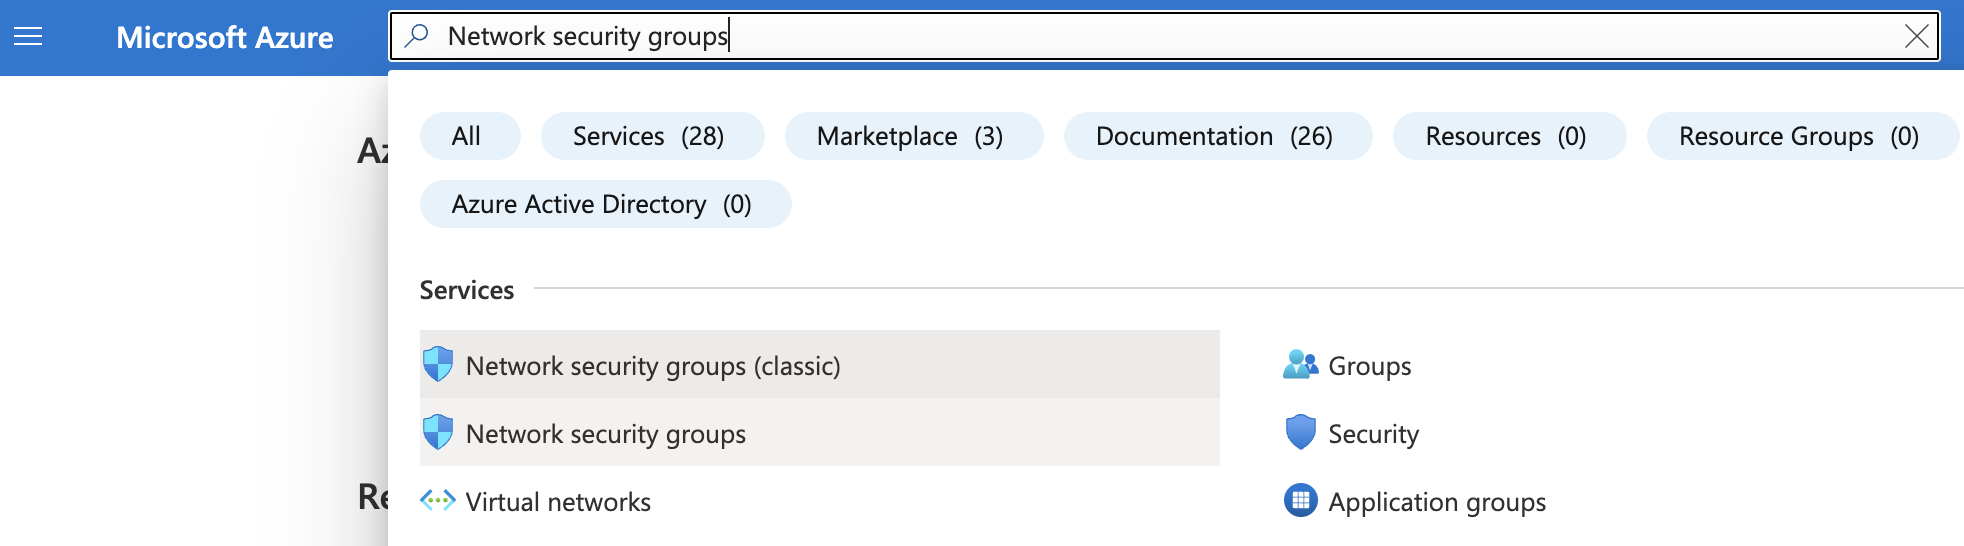 Microsoft Azure
Network security groups
All
Services (28)
Marketplace (3)
Documentation (26)
Resources (0)
Resource Groups (0)
Azure Active Directory (0)
Services
Network security groups (classic)
Groups
Network security groups
Security
Virtual networks
Application groups